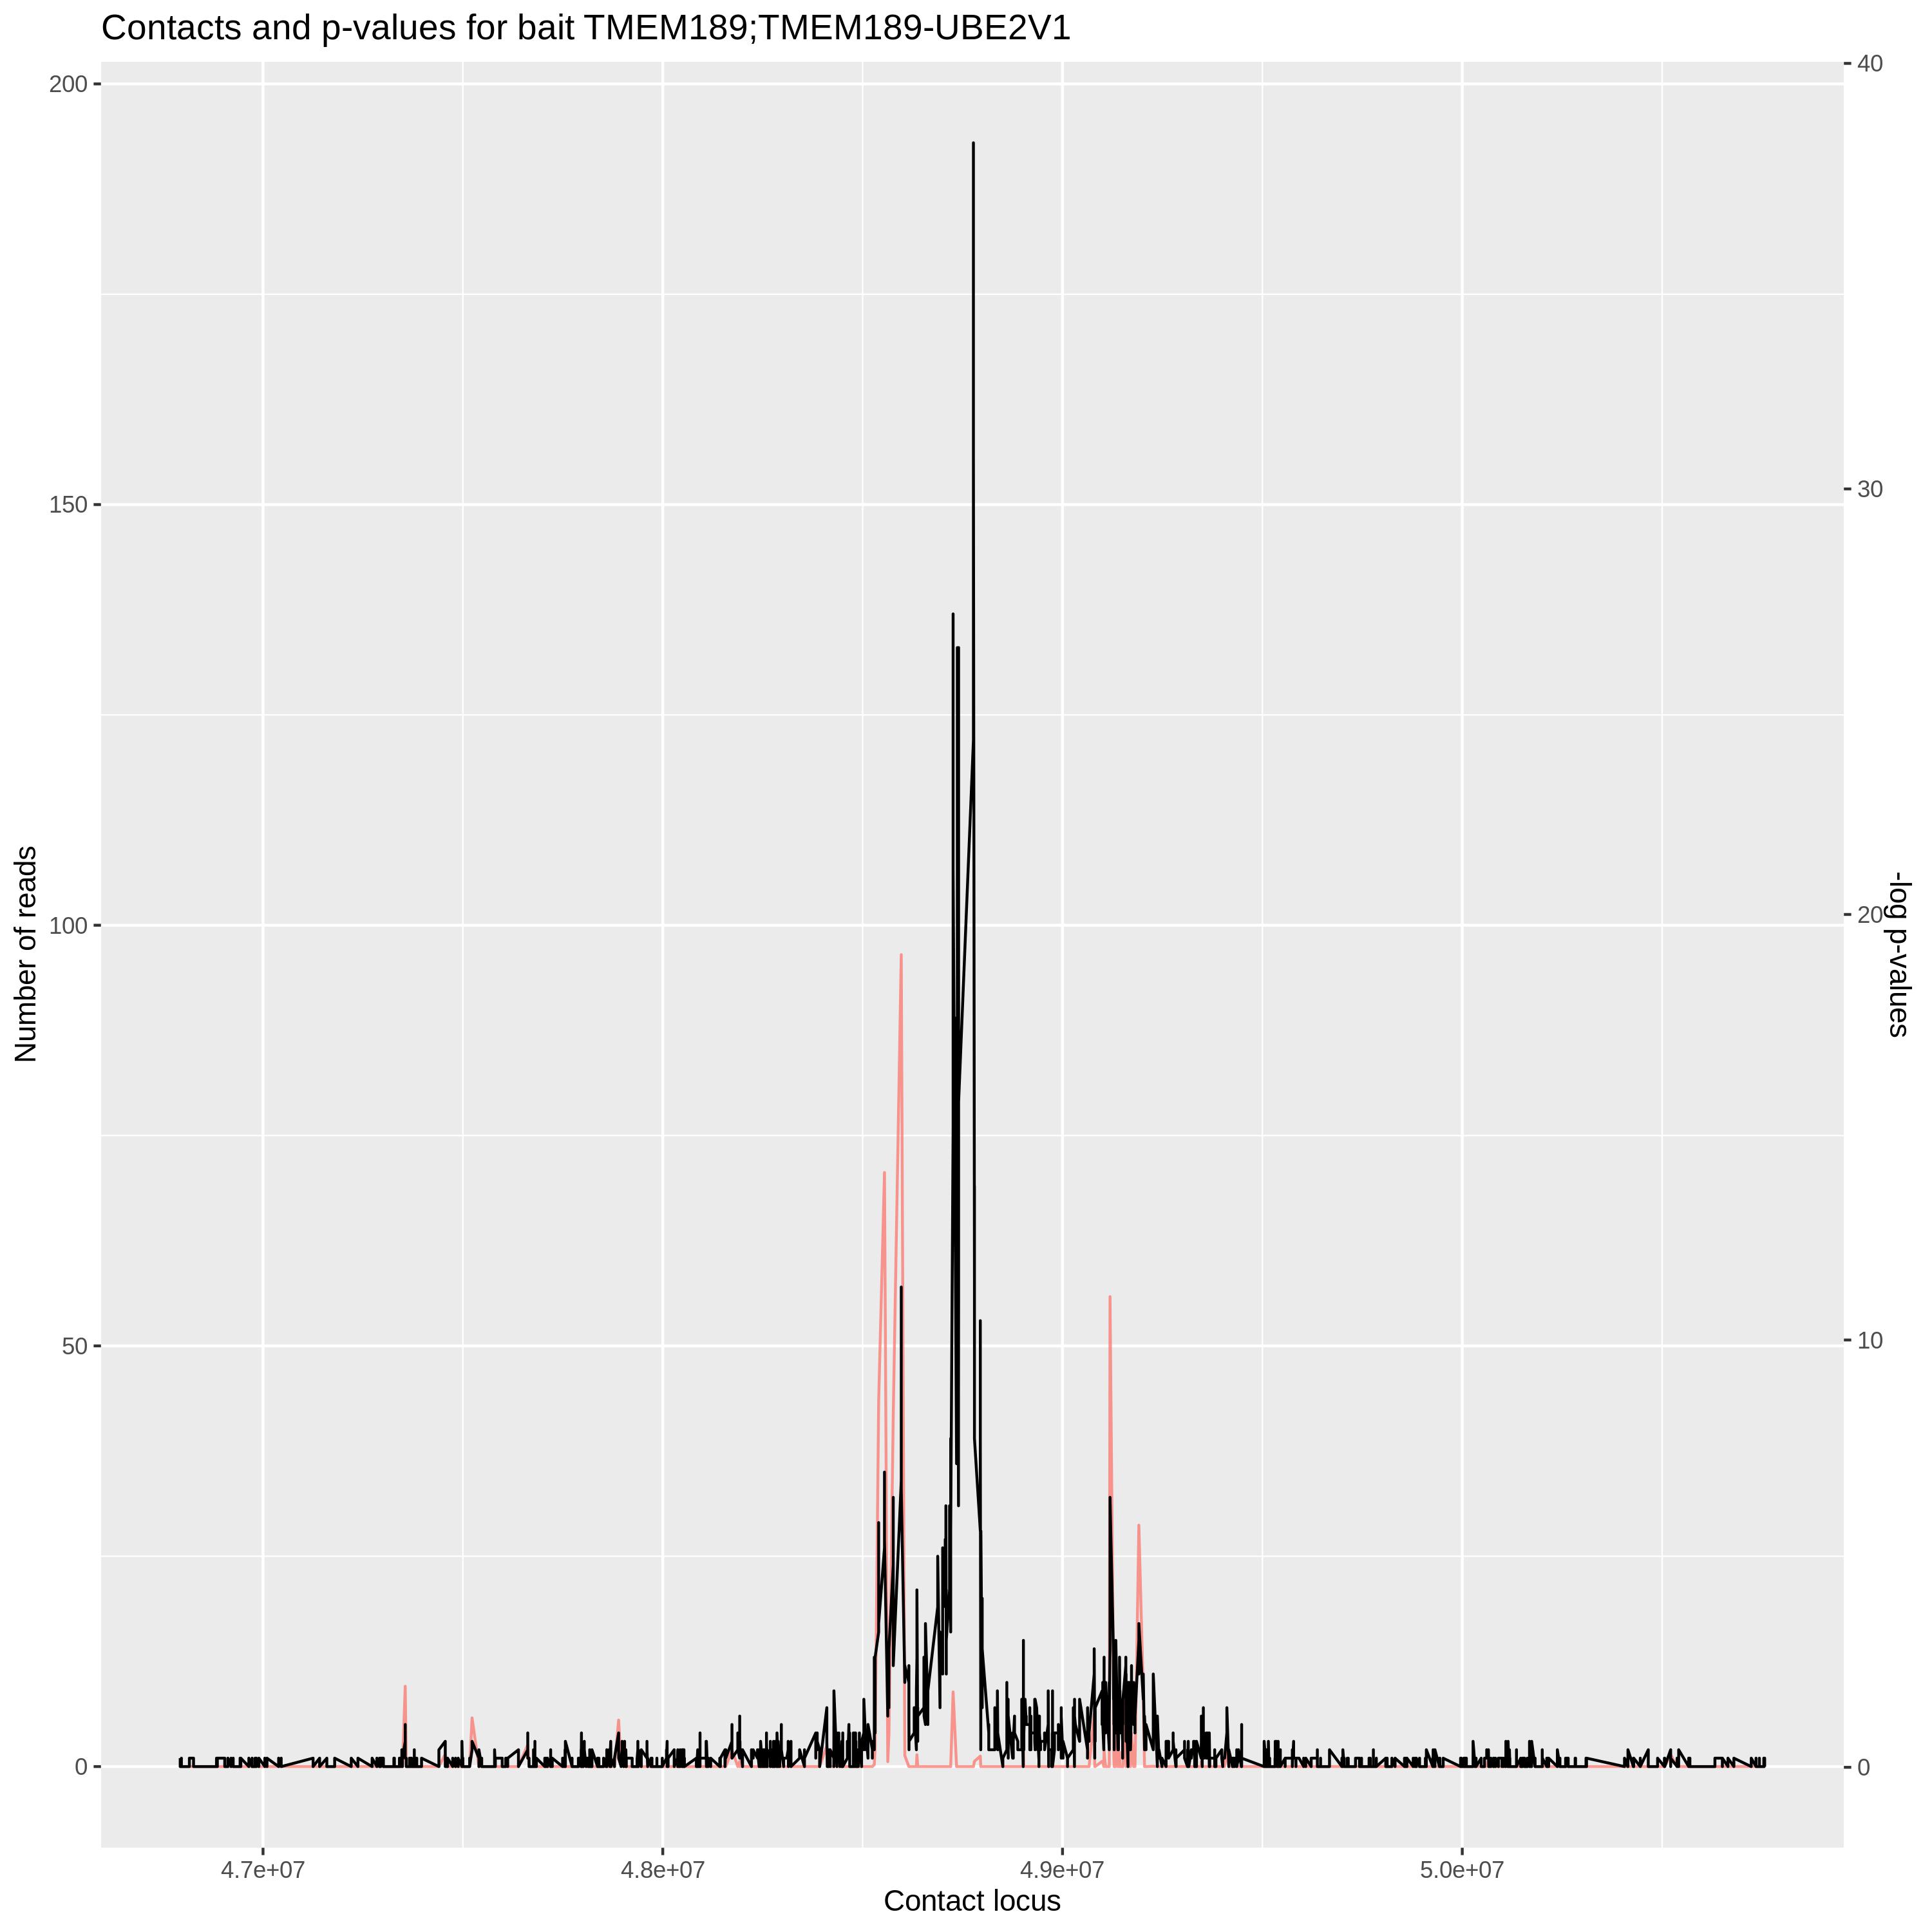 Contacts and p-values for bait TMEM189;TMEM189-UBE2V1
200
150
100
50
0
Number of reads
40
30
20
10
0
-log p-values
4.7e+07
4.8e+07
4.9e+07
5.0e+07
Contact locus